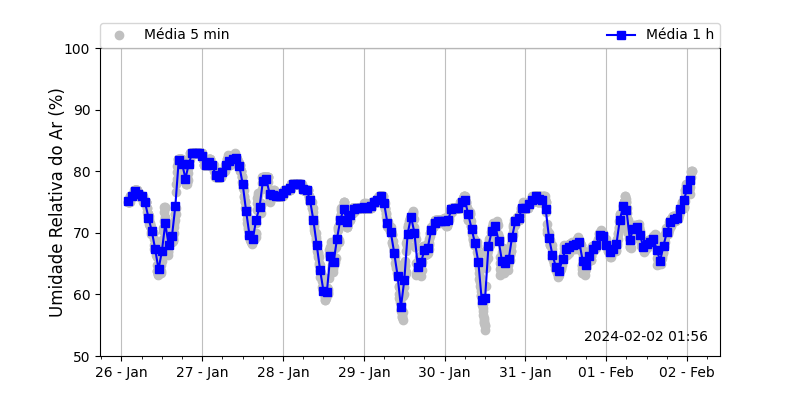 Média 5 min
Média 1 h
Umidade Relativa do Ar (%)
100
90
80
70
60
50
2024-02-02 01:56
26 - Jan
27 - Jan
28 - Jan
29 - Jan
30 - Jan
31 - Jan
01 - Feb
02 - Feb